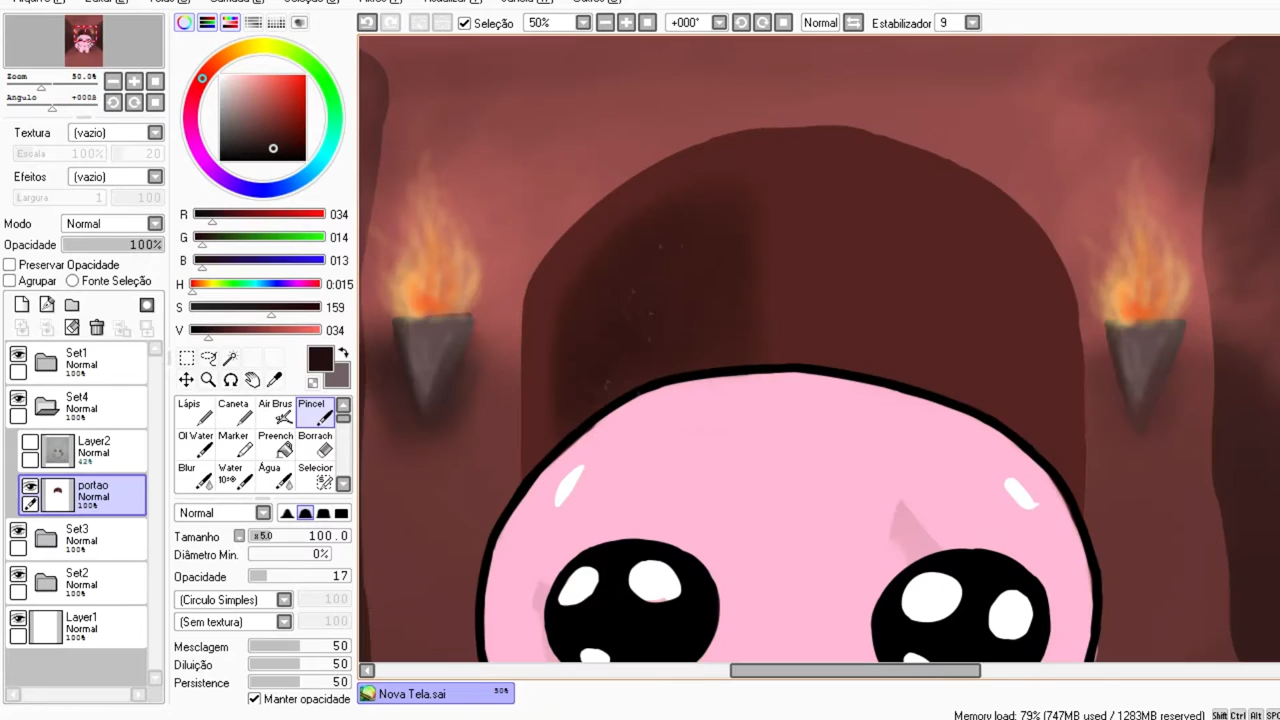 Seleção 50% +000° Normal Estabilizador 9
Zoom 50.0%
Angulo +000ä
Textura (vazio)
Escala 100% 20
Efeitos (vazio)
Largura 1 100
Modo Normal
Opacidade 100%
Preservar Opacidade
Agrupar Fonte Seleção
Set1
Normal
100%
Set4
Normal
100%
Layer2
Normal
42%
portao
Normal
100%
Set3
Normal
100%
Set2
Normal
100%
Layer1
Normal
100%
R 034
G 014
B 013
H 0:015
S 159
V 034
Lápis Caneta Air Brus Pincel
Ol Water Marker Preench Borrach
Blur Water 10 Água Selecior
Normal
Tamanho x 5.0 100.0
Diâmetro Min. 0%
Opacidade 17
(Circulo Simples) 100
(Sem textura) 100
Mesclagem 50
Diluição 50
Persistence 50
Manter opacidade
Nova Tela.sai 50%
Memory load: 79% (747MB used / 1283MB reserved) Shift Ctrl Alt SPC